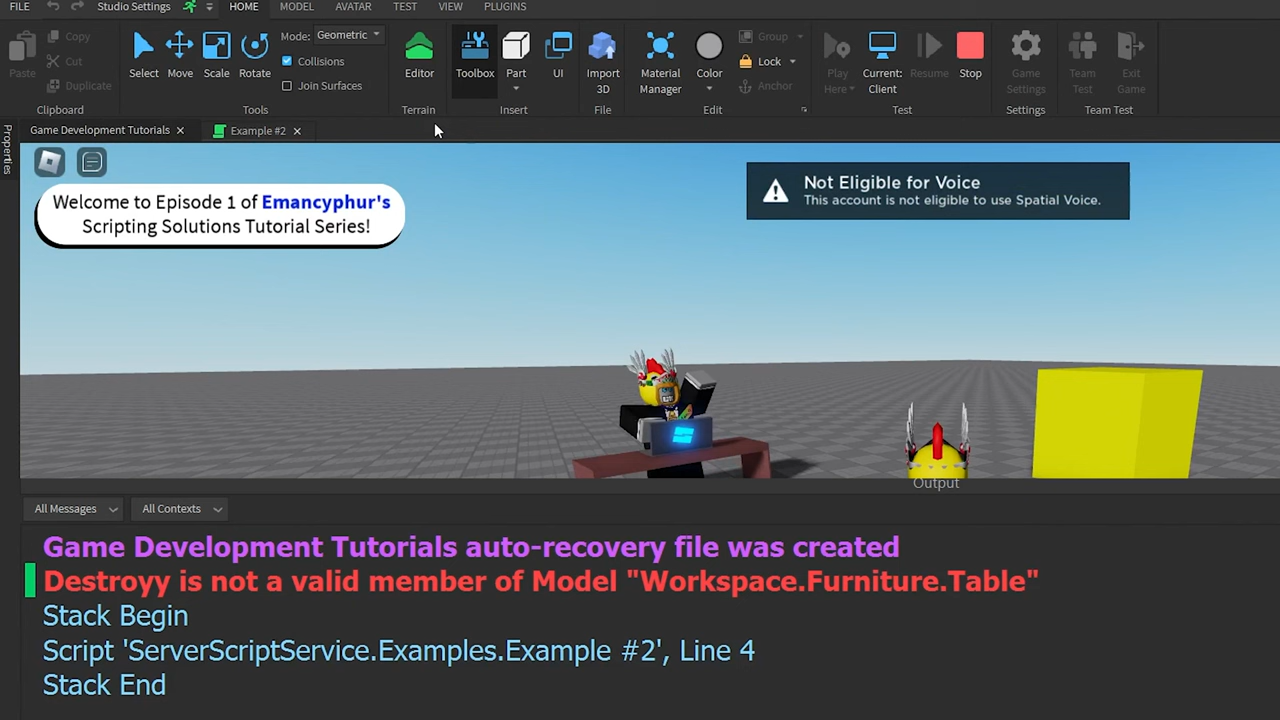 FILE
Studio Settings
HOME
MODEL
AVATAR
TEST
VIEW
PLUGINS
Paste
Copy
Cut
Duplicate
Clipboard
Select
Move
Scale
Rotate
Mode: Geometric
Collisions
Join Surfaces
Tools
Editor
Terrain
Toolbox
Part
UI
Insert
Import
3D
File
Material
Manager
Color
Group
Lock
Anchor
Edit
Play
Here
Current:
Client
Resume
Stop
Test
Game
Settings
Settings
Team
Test
Exit
Game
Team Test
Properties
Game Development Tutorials
Example #2
Welcome to Episode 1 of Emancyphur's
Scripting Solutions Tutorial Series!
Not Eligible for Voice
This account is not eligible to use Spatial Voice.
Output
All Messages
All Contexts
Game Development Tutorials auto-recovery file was created
Destroyy is not a valid member of Model "Workspace.Furniture.Table"
Stack Begin
Script 'ServerScriptService.Examples.Example #2', Line 4
Stack End